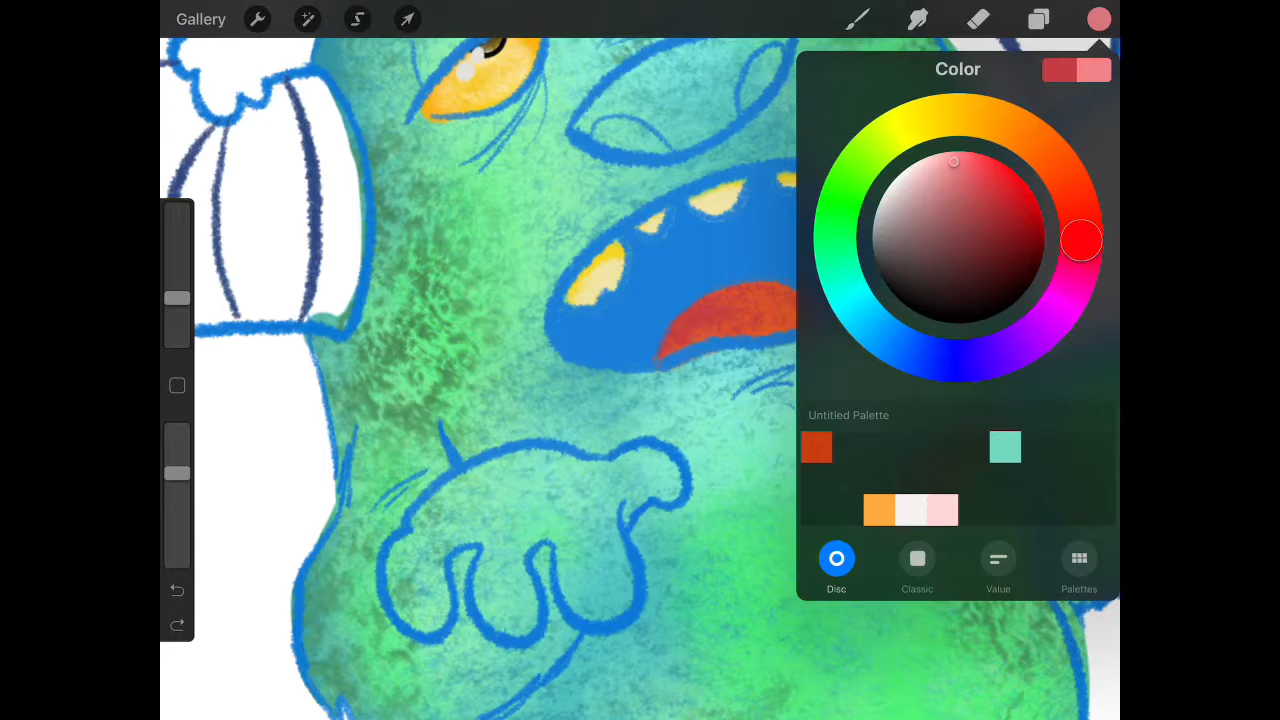 Gallery
Color
Untitled Palette
Disc
Classic
Value
Palettes